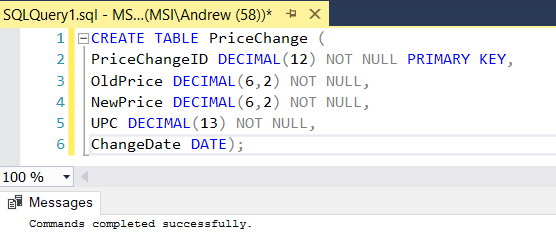 SQLQuery1.sql - MS...(MSI\Andrew (58))*
1 CREATE TABLE PriceChange (
2 PriceChangeID DECIMAL(12) NOT NULL PRIMARY KEY,
3 OldPrice DECIMAL(6,2) NOT NULL,
4 NewPrice DECIMAL(6,2) NOT NULL,
5 UPC DECIMAL(13) NOT NULL,
6 ChangeDate DATE);
100 %
Messages
Commands completed successfully.